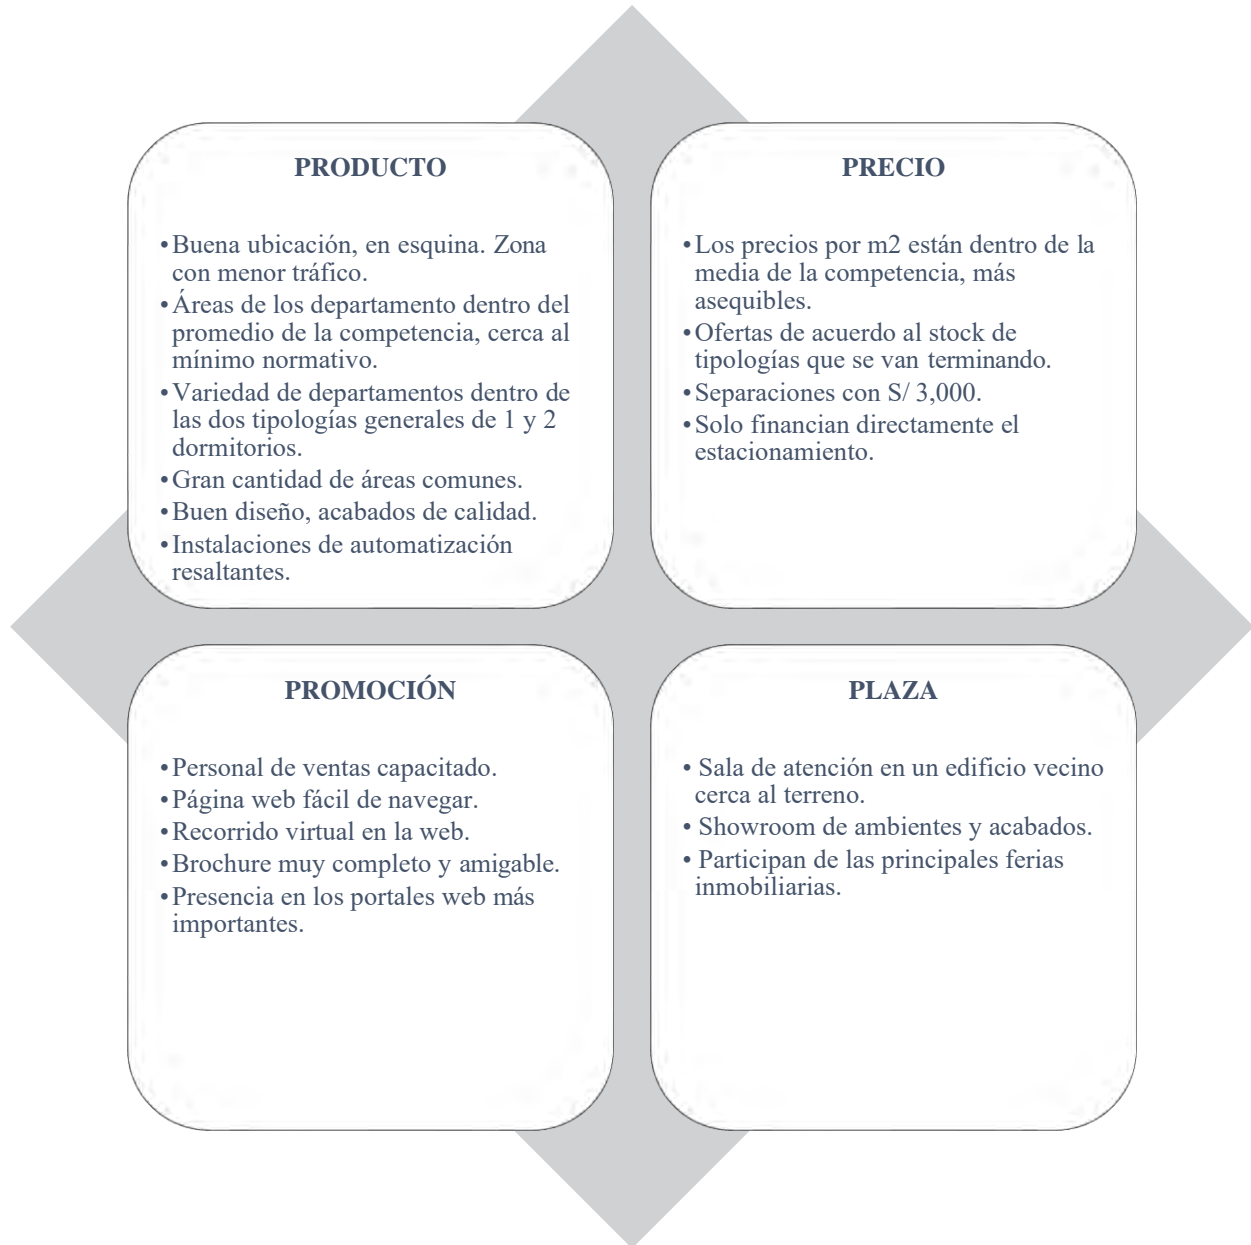 PRODUCTO
•Buena ubicación, en esquina. Zona
con menor tráfico.
•Áreas de los departamento dentro del
promedio de la competencia, cerca al
mínimo normativo.
•Variedad de departamentos dentro de
las dos tipologías generales de 1 y 2
dormitorios.
•Gran cantidad de áreas comunes.
•Buen diseño, acabados de calidad.
•Instalaciones de automatización
resaltantes.
PRECIO
•Los precios por m2 están dentro de la
media de la competencia, más
asequibles.
•Ofertas de acuerdo al stock de
tipologías que se van terminando.
•Separaciones con S/ 3,000.
•Solo financian directamente el
estacionamiento.
PROMOCIÓN
•Personal de ventas capacitado.
•Página web fácil de navegar.
•Recorrido virtual en la web.
•Brochure muy completo y amigable.
•Presencia en los portales web más
importantes.
PLAZA
• Sala de atención en un edificio vecino
cerca al terreno.
• Showroom de ambientes y acabados.
• Participan de las principales ferias
inmobiliarias.